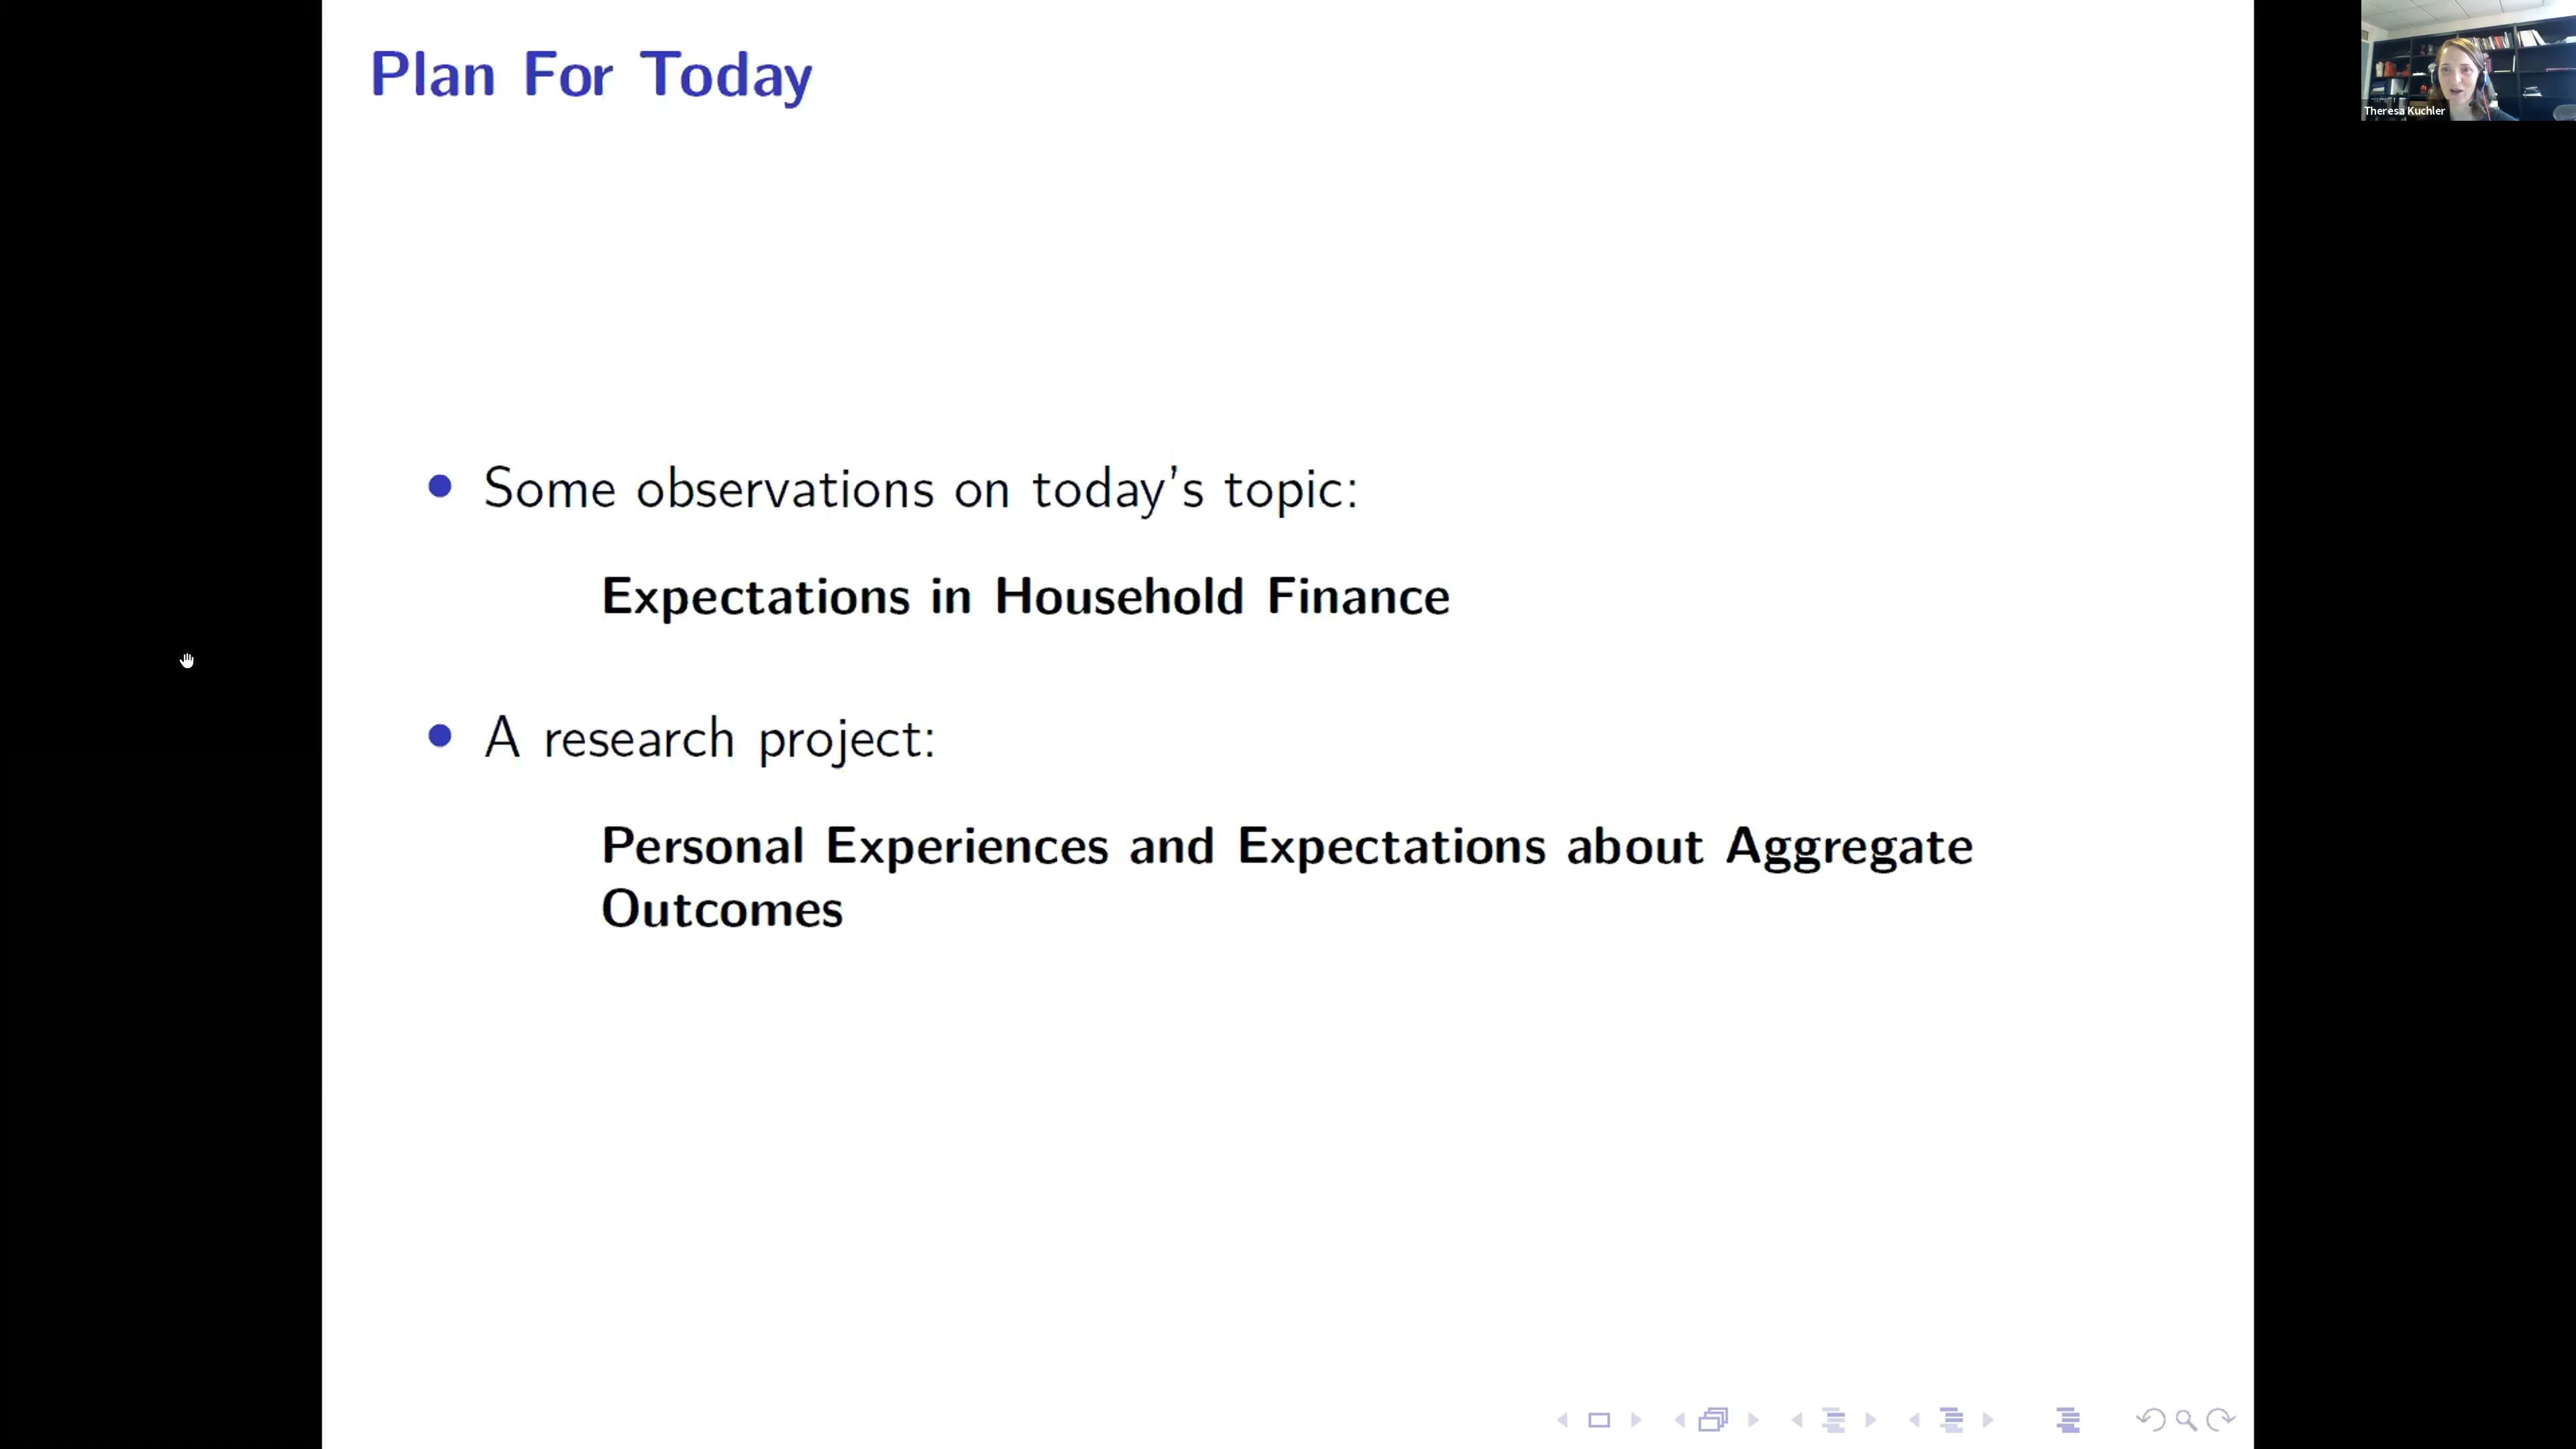 Plan For Today
Theresa Kuchler
• Some observations on today's topic:
Expectations in Household Finance
• A research project:
Personal Experiences and Expectations about Aggregate
Outcomes